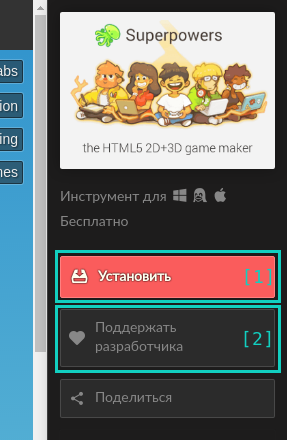 abs
ion
ing
nes
Superpowers
the HTML5 2D+3D game maker
Инструмент для
Бесплатно
Установить [1]
Поддержать
разработчика [2]
Поделиться